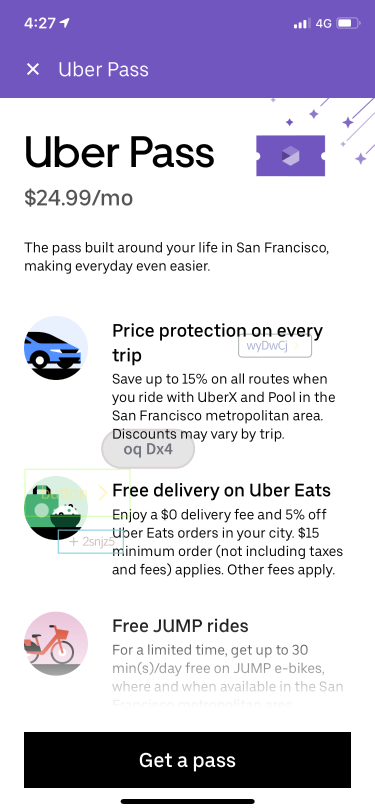 4:27
4G
Uber Pass
Uber Pass
$24.99/mo
The pass built around your life in San Francisco,
making everyday even easier.
Price protection on every
wyDwCj
trip
Save up to 15% on all routes when
you ride with UberX and Pool in the
San Francisco metropolitan area.
Discounts may vary by trip.
oq Dx4
Free delivery on Uber Eats
Enjoy a $0 delivery fee and 5% off
Uber Eats orders in your city. $15
+ 2snjz5
minimum order (not including taxes
and fees) applies. Other fees apply.
Free JUMP rides
For a limited time, get up to 30
min(s)/day free on JUMP e-bikes,
where and when available in the San
Francisco metropolitan area.
Get a pass